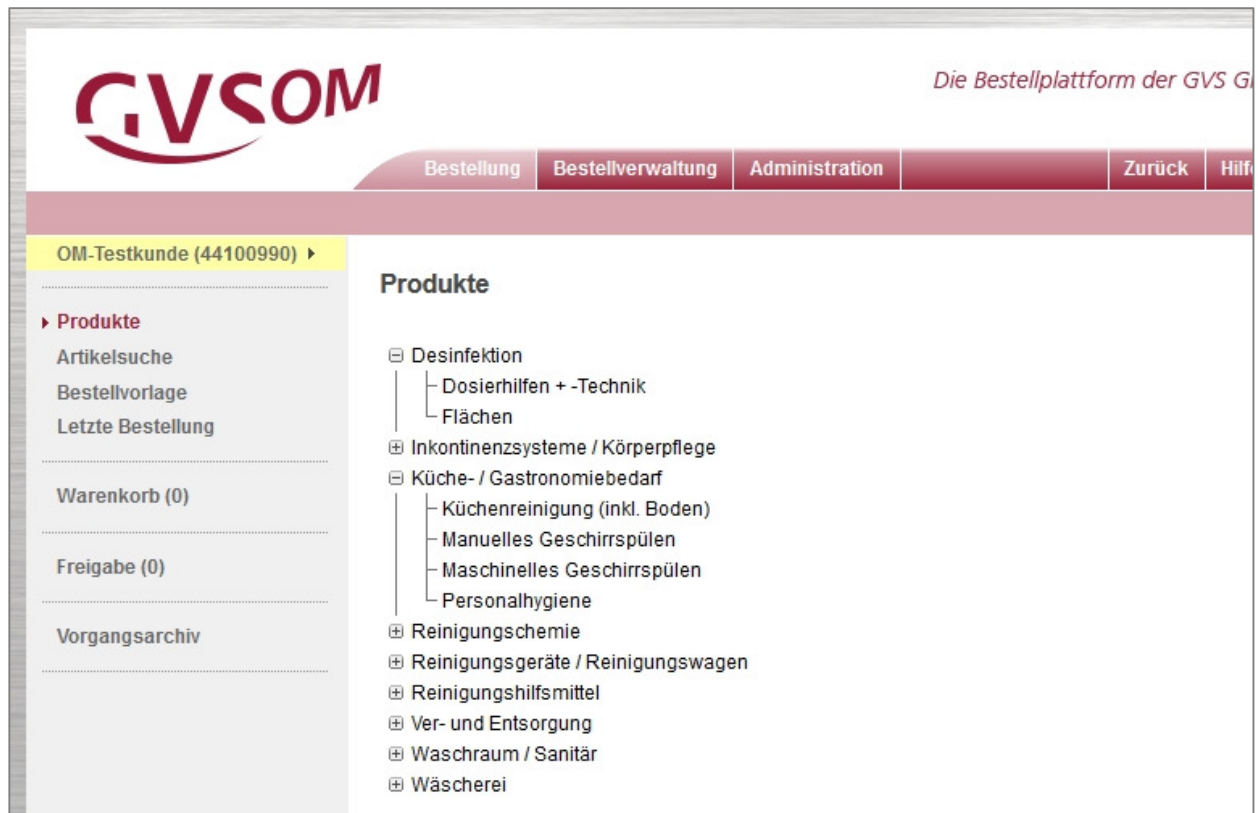 GVSOM
Die Bestellplattform der GVS
Bestellung Bestellverwaltung Administration Zurück
OM-Testkunde (44100990)
Produkte
Artikelsuche
Bestellvorlage
Letzte Bestellung
Warenkorb (0)
Freigabe (0)
Vorgangsarchiv
Produkte
Desinfektion
Dosierhilfen + -Technik
Flächen
Inkontinenzsysteme / Körperpflege
Küche- / Gastronomiebedarf
Küchenreinigung (inkl. Boden)
Manuelles Geschirrspülen
Maschinelles Geschirrspülen
Personalhygiene
Reinigungschemie
Reinigungsgeräte / Reinigungswagen
Reinigungshilfsmittel
Ver- und Entsorgung
Waschraum / Sanitär
Wäscherei